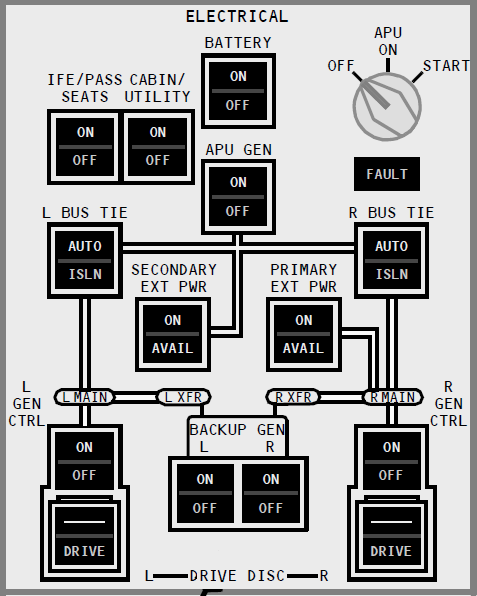 ELECTRICAL
BATTERY
ON
OFF
APU
ON
OFF
START
IFE/PASS
SEATS
CABIN/
UTILITY
ON
OFF
ON
OFF
APU GEN
ON
OFF
FAULT
L BUS TIE
AUTO
ISLN
R BUS TIE
AUTO
ISLN
SECONDARY
EXT PWR
ON
AVAIL
PRIMARY
EXT PWR
ON
AVAIL
L
GEN
CTRL
L MAIN
L XFR
R XFR
R MAIN
R
GEN
CTRL
ON
OFF
BACKUP GEN
L
R
ON
OFF
ON
OFF
ON
OFF
DRIVE
DRIVE
L DRIVE DISC R